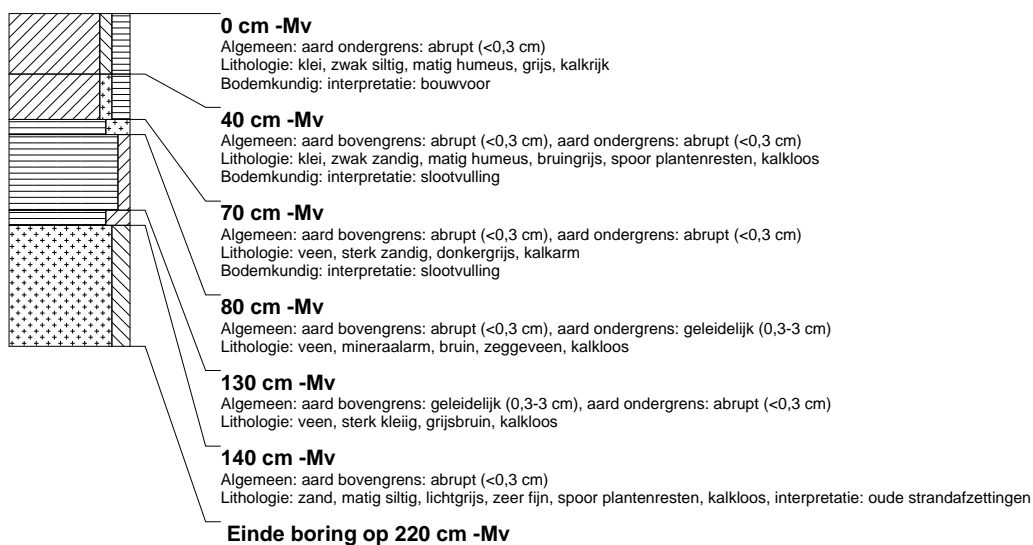 0 cm -Mv
Algemeen: aard ondergrens: abrupt (<0,3 cm)
Lithologie: klei, zwak siltig, matig humeus, grijs, kalkrijk
Bodemkundig: interpretatie: bouwvoor
40 cm -Mv
Algemeen: aard bovengrens: abrupt (<0,3 cm), aard ondergrens: abrupt (<0,3 cm)
Lithologie: klei, zwak zandig, matig humeus, bruingrijs, spoor plantenresten, kalkloos
Bodemkundig: interpretatie: slootvulling
70 cm -Mv
Algemeen: aard bovengrens: abrupt (<0,3 cm), aard ondergrens: abrupt (<0,3 cm)
Lithologie: veen, sterk zandig, donkergrijs, kalkarm
Bodemkundig: interpretatie: slootvulling
80 cm -Mv
Algemeen: aard bovengrens: abrupt (<0,3 cm), aard ondergrens: geleidelijk (0,3-3 cm)
Lithologie: veen, mineraalarm, bruin, zeggeveen, kalkloos
130 cm -Mv
Algemeen: aard bovengrens: geleidelijk (0,3-3 cm), aard ondergrens: abrupt (<0,3 cm)
Lithologie: veen, sterk kleiig, grijsbruin, kalkloos
140 cm -Mv
Algemeen: aard bovengrens: abrupt (<0,3 cm)
Lithologie: zand, matig siltig, lichtgrijs, zeer fijn, spoor plantenresten, kalkloos, interpretatie: oude strandafzettingen
Einde boring op 220 cm -Mv